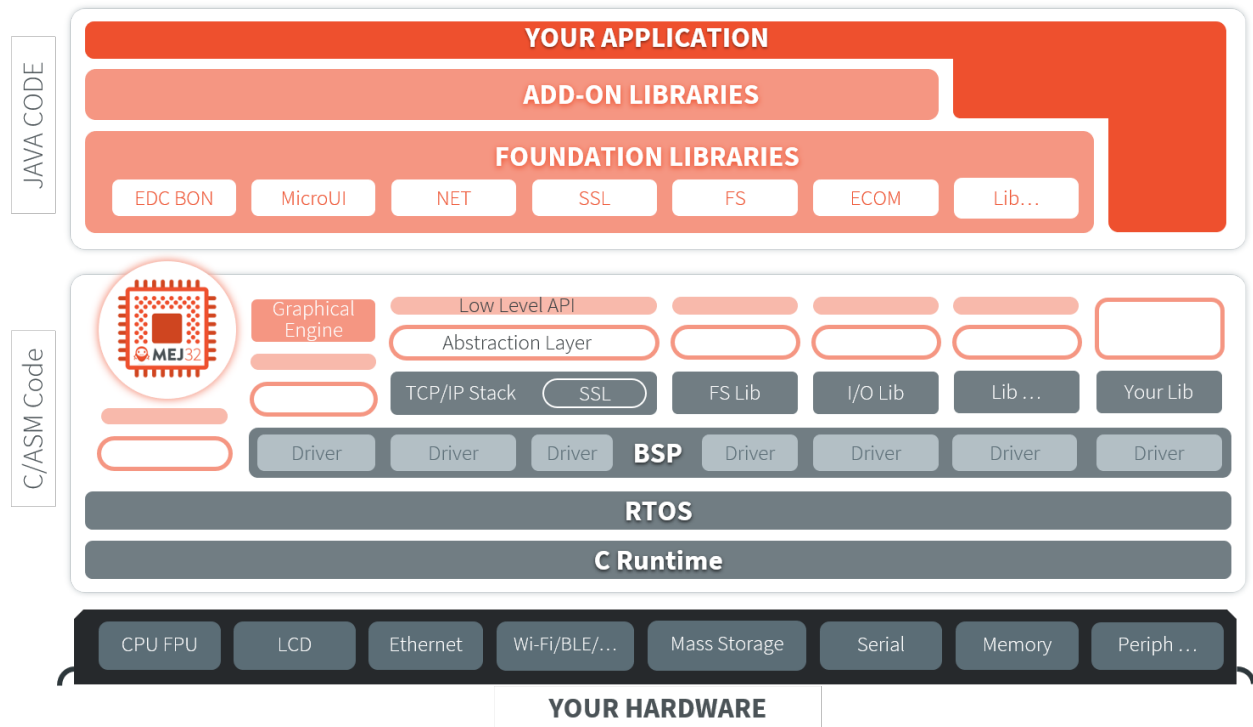 JAVA CODE
YOUR APPLICATION
ADD-ON LIBRARIES
FOUNDATION LIBRARIES
EDC BON
MicroUI
NET
SSL
FS
ECOM
Lib…
C/ASM Code
MEJ32
Graphical
Engine
Low Level API
Abstraction Layer
TCP/IP Stack
SSL
FS Lib
I/O Lib
Lib …
Your Lib
Driver
Driver
Driver
BSP
Driver
Driver
Driver
Driver
RTOS
C Runtime
CPU FPU
LCD
Ethernet
Wi-Fi/BLE/…
Mass Storage
Serial
Memory
Periph …
YOUR HARDWARE